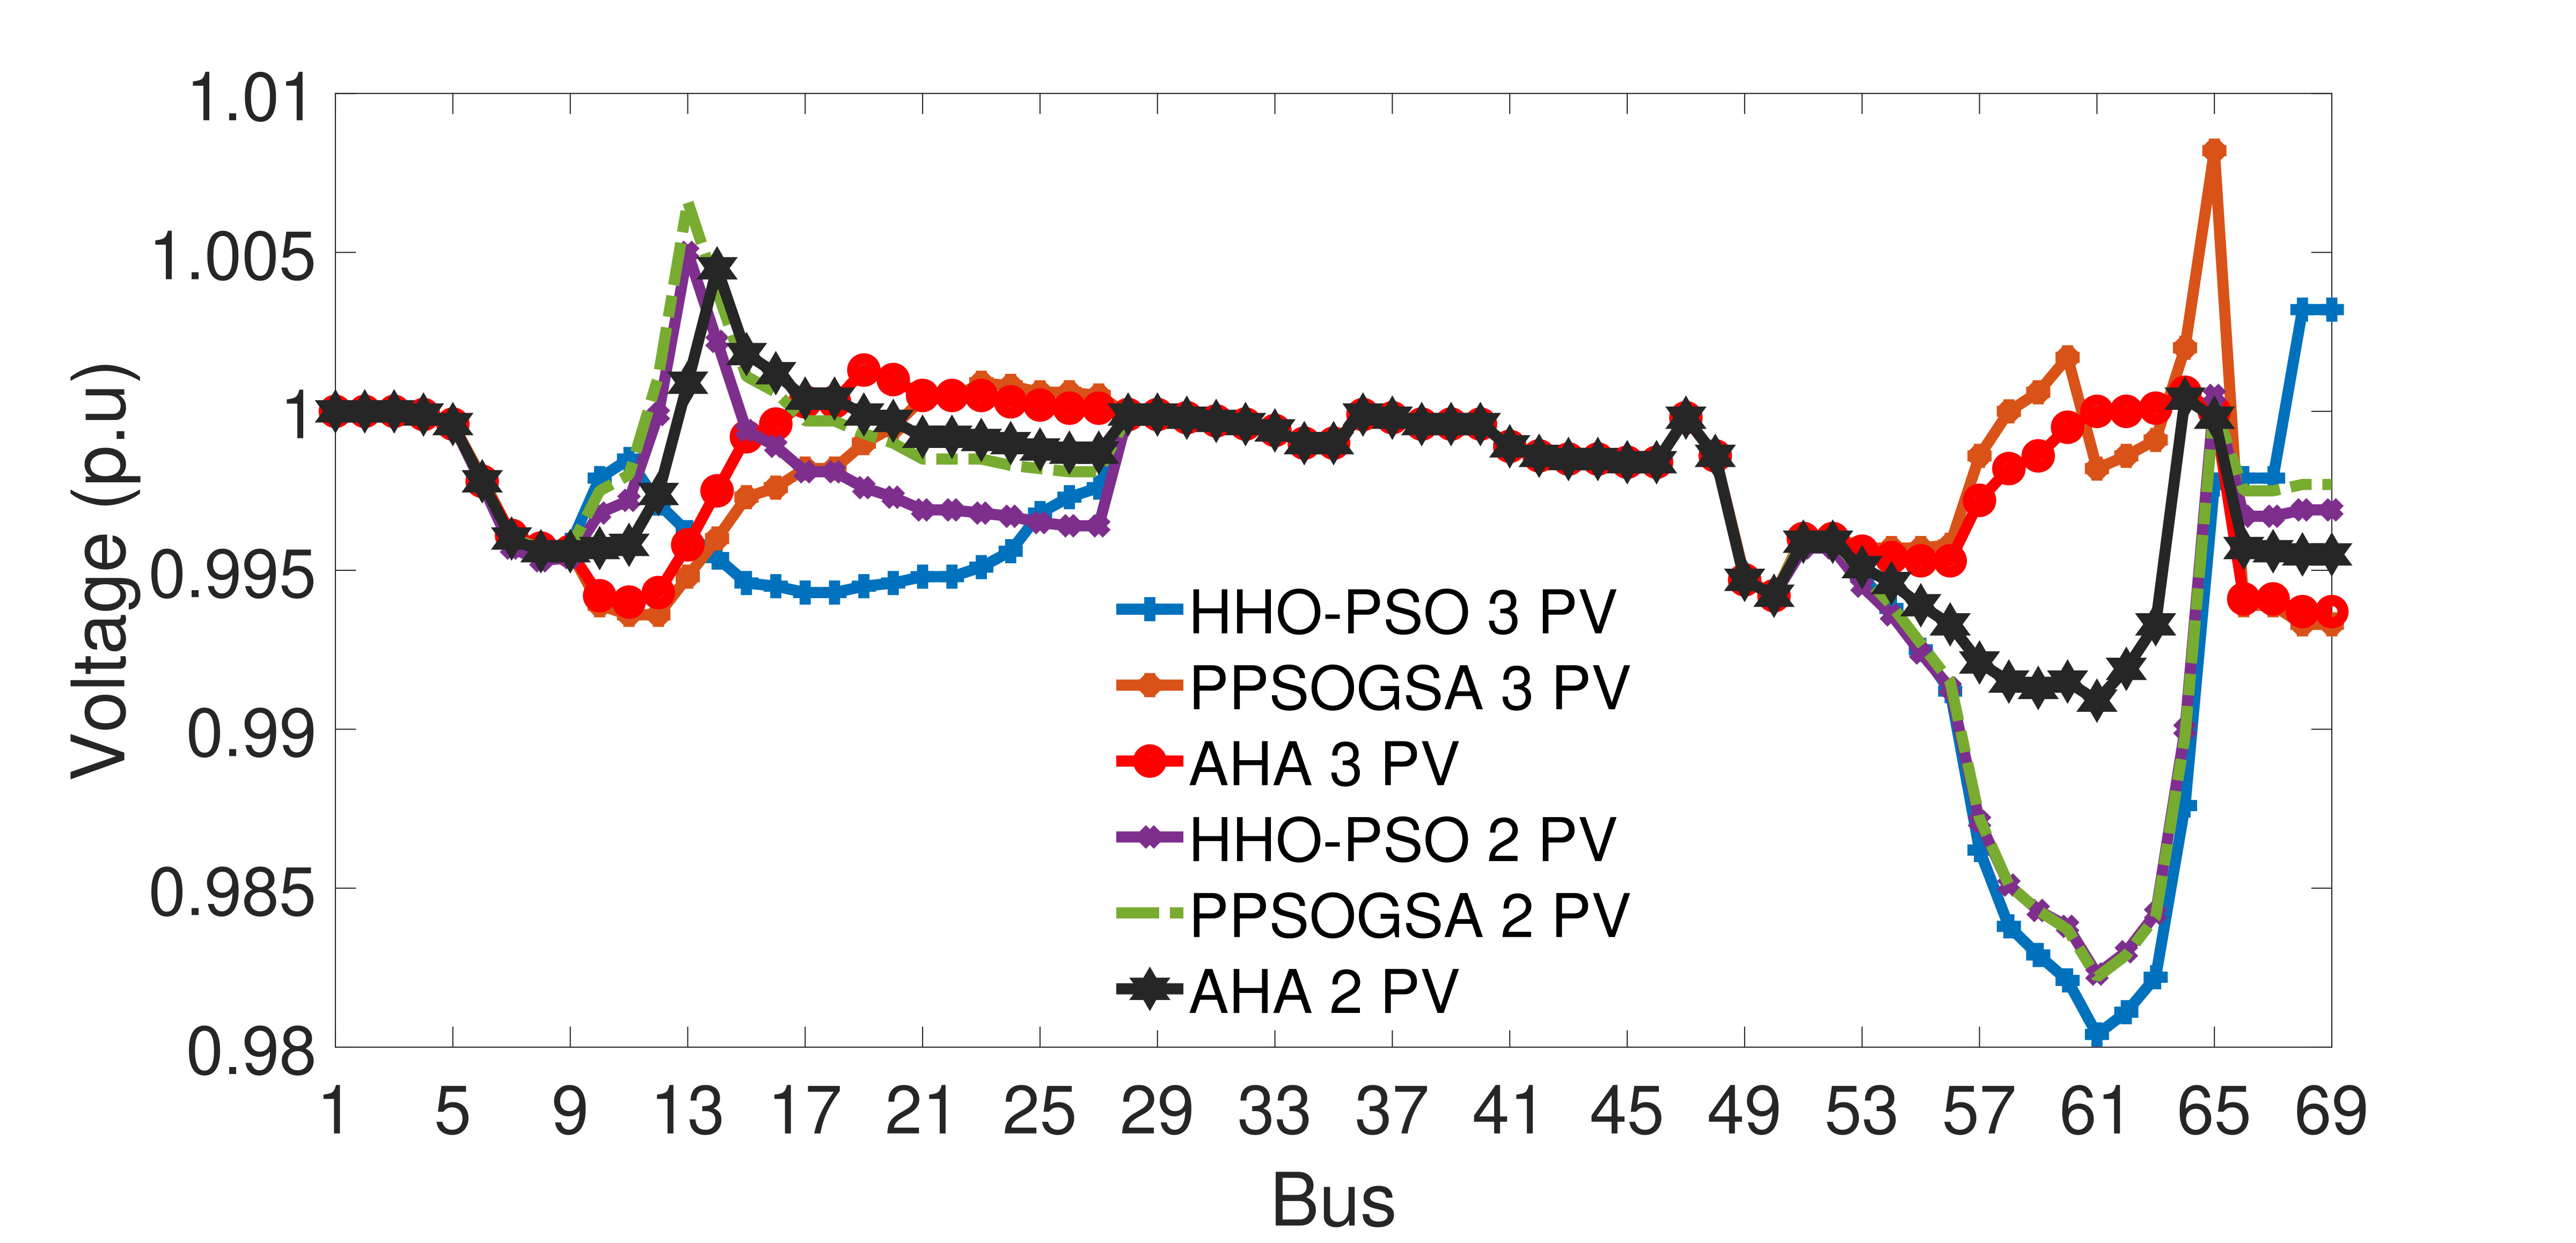 1.01
1.005
1
0.995
0.99
0.985
0.98
Voltage (p.u)
HHO-PSO 3 PV
PPSOGSA 3 PV
AHA 3 PV
HHO-PSO 2 PV
PPSOGSA 2 PV
AHA 2 PV
1 5 9 13 17 21 25 29 33 37 41 45 49 53 57 61 65 69
Bus